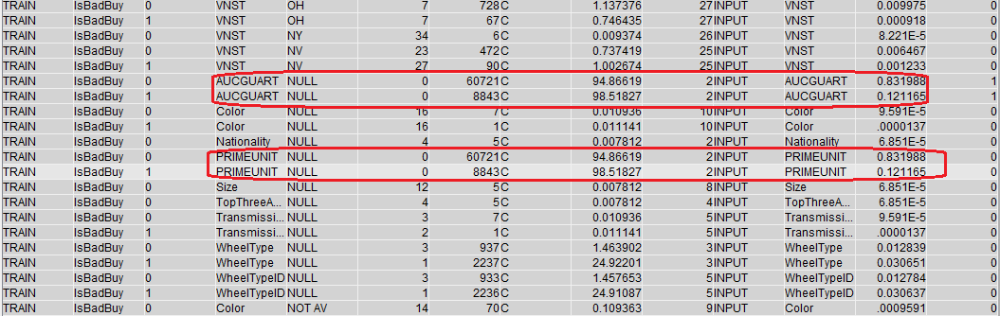 TRAIN IsBadBuy 0 VNST OH 7 728 C 1.137376 27 INPUT VNST 0.009975 0
TRAIN IsBadBuy 1 VNST OH 7 67 C 0.746435 27 INPUT VNST 0.000918 0
TRAIN IsBadBuy 0 VNST NY 34 6 C 0.009374 26 INPUT VNST 8.221E-5 0
TRAIN IsBadBuy 0 VNST NV 23 472 C 0.737419 25 INPUT VNST 0.006467 0
TRAIN IsBadBuy 1 VNST NV 27 90 C 1.002674 25 INPUT VNST 0.001233 0
TRAIN IsBadBuy 0 AUCGUART NULL 0 60721 C 94.86619 2 INPUT AUCGUART 0.831988 1
TRAIN IsBadBuy 1 AUCGUART NULL 0 8843 C 98.51827 2 INPUT AUCGUART 0.121165 1
TRAIN IsBadBuy 0 Color NULL 16 7 C 0.010936 10 INPUT Color 9.591E-5 0
TRAIN IsBadBuy 1 Color NULL 16 1 C 0.011141 10 INPUT Color .0000137 0
TRAIN IsBadBuy 0 Nationality NULL 4 5 C 0.007812 2 INPUT Nationality 6.851E-5 0
TRAIN IsBadBuy 0 PRIMEUNIT NULL 0 60721 C 94.86619 2 INPUT PRIMEUNIT 0.831988 0
TRAIN IsBadBuy 1 PRIMEUNIT NULL 0 8843 C 98.51827 2 INPUT PRIMEUNIT 0.121165 0
TRAIN IsBadBuy 0 Size NULL 12 5 C 0.007812 8 INPUT Size 6.851E-5 0
TRAIN IsBadBuy 0 TopThreeA... NULL 4 5 C 0.007812 4 INPUT TopThreeA... 6.851E-5 0
TRAIN IsBadBuy 0 Transmissi... NULL 3 7 C 0.010936 5 INPUT Transmissi... 9.591E-5 0
TRAIN IsBadBuy 1 Transmissi... NULL 2 1 C 0.011141 5 INPUT Transmissi... .0000137 0
TRAIN IsBadBuy 0 WheelType NULL 3 937 C 1.463902 3 INPUT WheelType 0.012839 0
TRAIN IsBadBuy 1 WheelType NULL 1 2237 C 24.92201 3 INPUT WheelType 0.030651 0
TRAIN IsBadBuy 0 WheelTypeID NULL 3 933 C 1.457653 5 INPUT WheelTypeID 0.012784 0
TRAIN IsBadBuy 1 WheelTypeID NULL 1 2236 C 24.91087 5 INPUT WheelTypeID 0.030637 0
TRAIN IsBadBuy 0 Color NOT AV 14 70 C 0.109363 9 INPUT Color .0009591 0